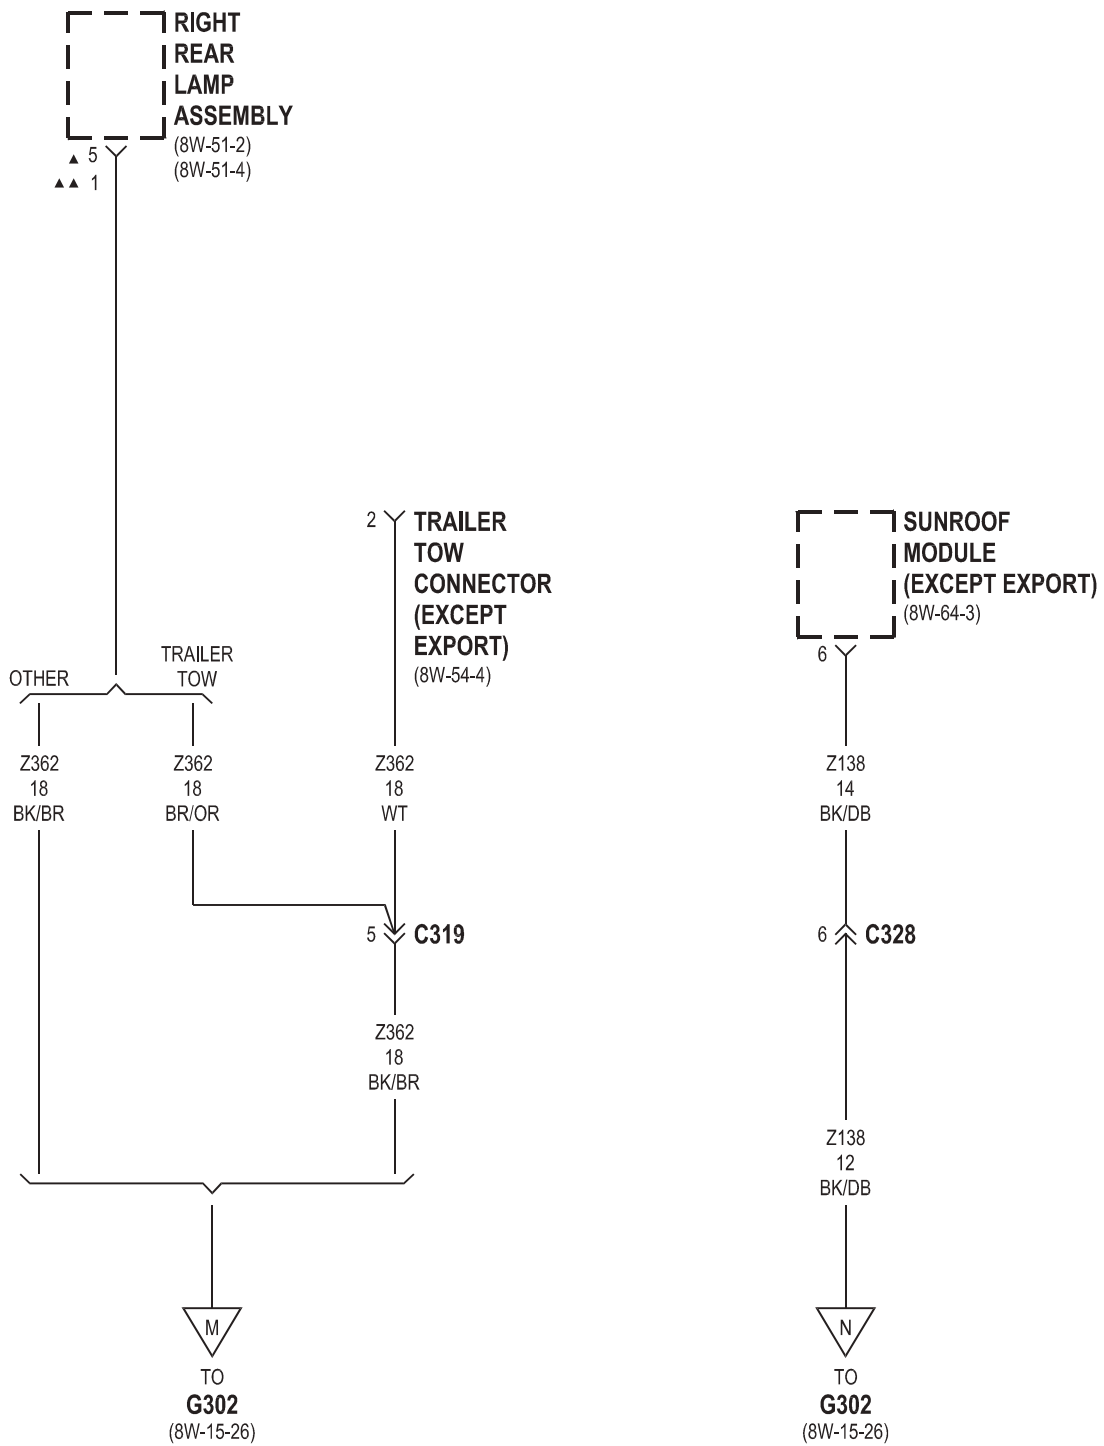 RIGHT
REAR
LAMP
ASSEMBLY
(8W-51-2)
(8W-51-4)
▲ 5
▲▲ 1
2
TRAILER
TOW
CONNECTOR
(EXCEPT
EXPORT)
(8W-54-4)
SUNROOF
MODULE
(EXCEPT EXPORT)
(8W-64-3)
6
OTHER
TRAILER
TOW
Z362
18
BK/BR
Z362
18
BR/OR
Z362
18
WT
Z138
14
BK/DB
5
C319
6
C328
Z362
18
BK/BR
Z138
12
BK/DB
M
TO
G302
(8W-15-26)
N
TO
G302
(8W-15-26)